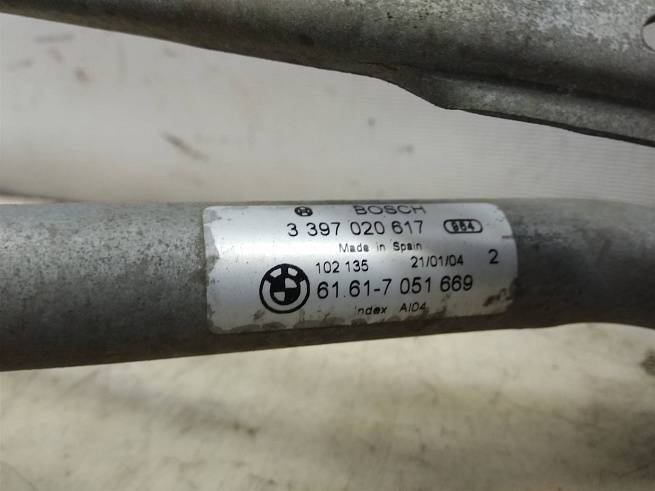 BOSCH
3 397 020 617 984
Made in Spain
102 135 21/01/04 2
61.61-7 051 669
Index AI04